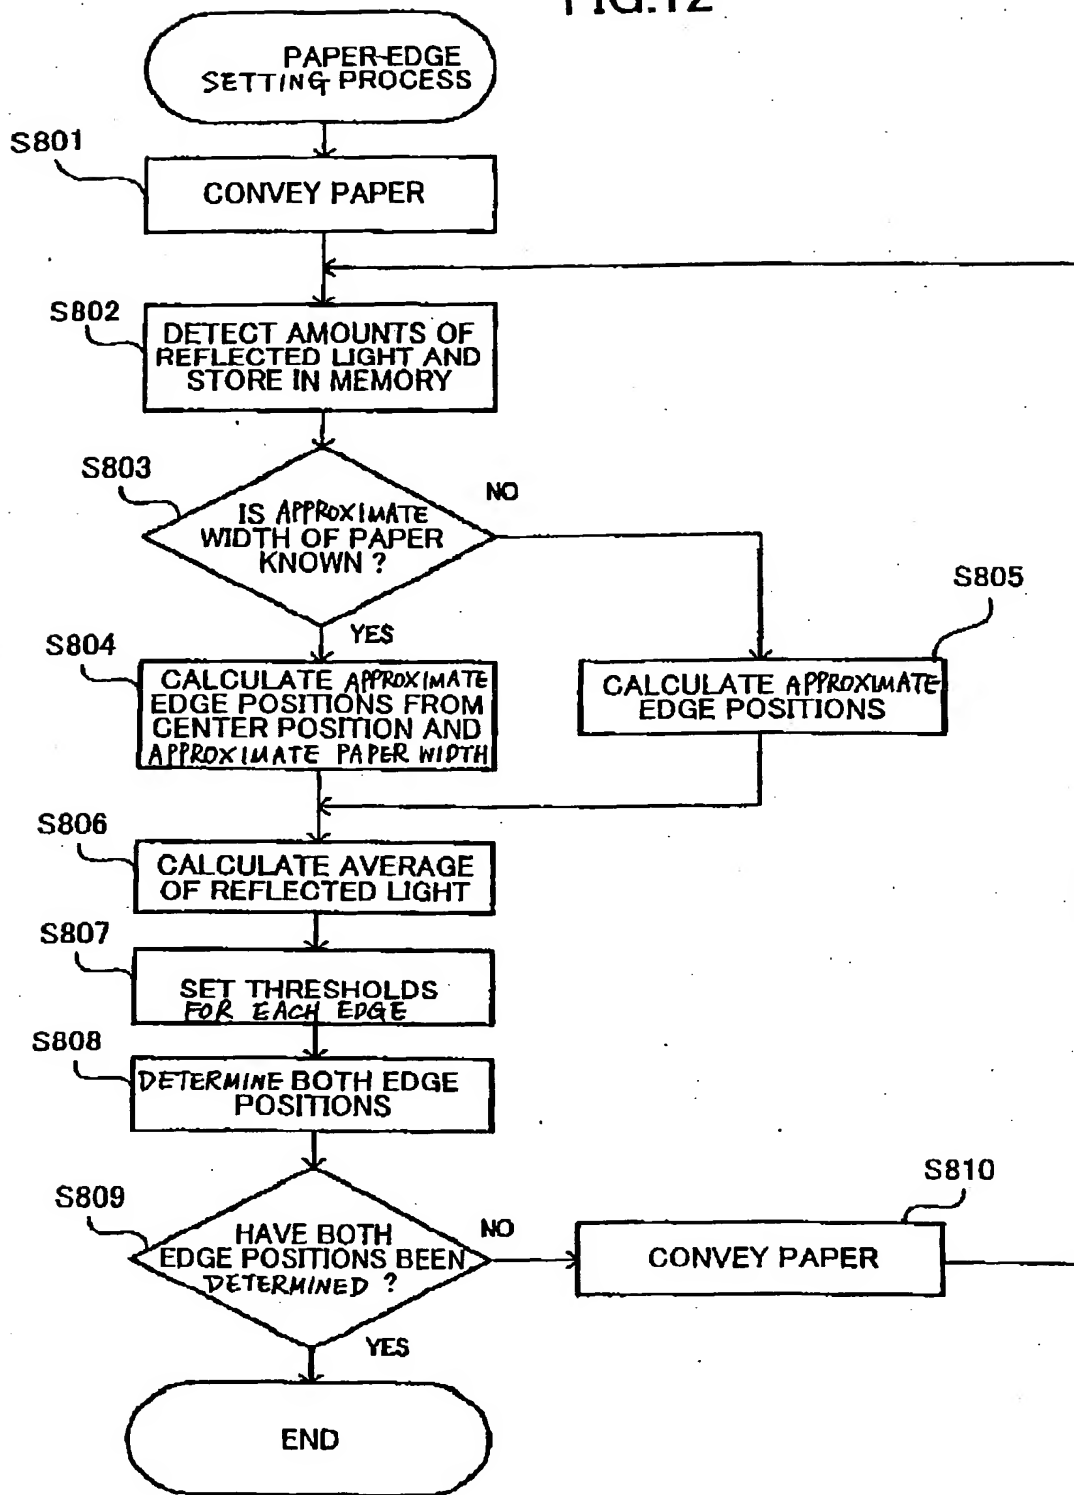 FIG.12
PAPER-EDGE
SETTING PROCESS
S801
CONVEY PAPER
S802
DETECT AMOUNTS OF
REFLECTED LIGHT AND
STORE IN MEMORY
S803
NO
IS APPROXIMATE
WIDTH OF PAPER
KNOWN ?
S805
YES
S804
CALCULATE APPROXIMATE
EDGE POSITIONS FROM
CENTER POSITION AND
APPROXIMATE PAPER WIDTH
CALCULATE APPROXIMATE
EDGE POSITIONS
S806
CALCULATE AVERAGE
OF REFLECTED LIGHT
S807
SET THRESHOLDS
FOR EACH EDGE
S808
DETERMINE BOTH EDGE
POSITIONS
S809
HAVE BOTH
EDGE POSITIONS BEEN
DETERMINED ?
NO
S810
CONVEY PAPER
YES
END